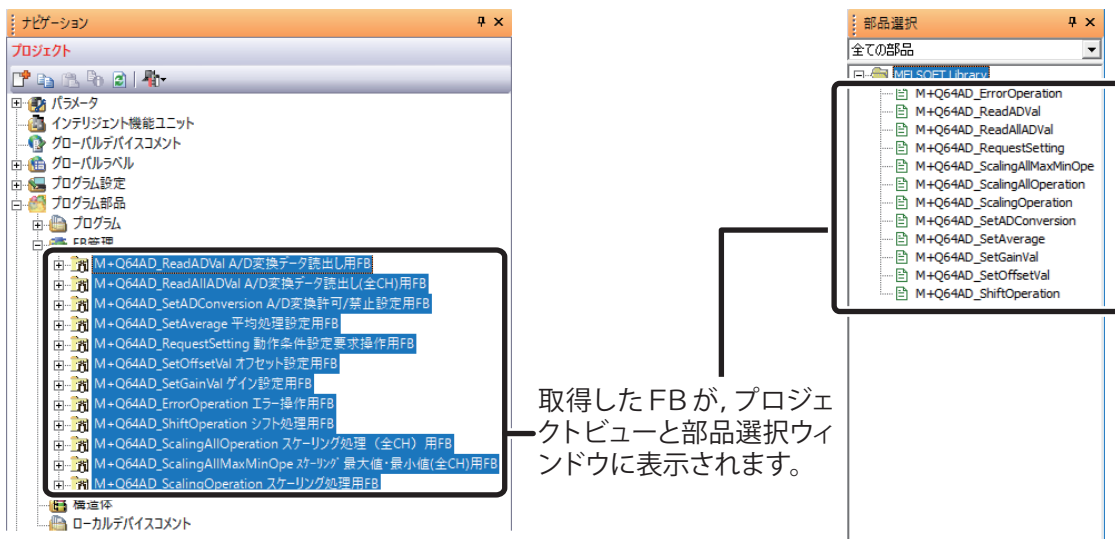 ナビゲーション
プロジェクト
パラメータ
インテリジェント機能ユニット
グローバルデバイスコメント
グローバルラベル
プログラム設定
プログラム部品
プログラム
FB管理
M+Q64AD_ReadADVal A/D変換データ読出し用FB
M+Q64AD_ReadAllADVal A/D変換データ読出し(全CH)用FB
M+Q64AD_SetADConversion A/D変換許可/禁止設定用FB
M+Q64AD_SetAverage 平均処理設定用FB
M+Q64AD_RequestSetting 動作条件設定要求操作用FB
M+Q64AD_SetOffsetVal オフセット設定用FB
M+Q64AD_SetGainVal ゲイン設定用FB
M+Q64AD_ErrorOperation エラー操作用FB
M+Q64AD_ShiftOperation シフト処理用FB
M+Q64AD_ScalingAllOperation スケーリング処理（全CH）用FB
M+Q64AD_ScalingAllMaxMinOpe ｽｹｰﾘﾝｸﾞ 最大値・最小値(全CH)用FB
M+Q64AD_ScalingOperation スケーリング処理用FB
構造体
ローカルデバイスコメント
取得したFBが，プロジェ
クトビューと部品選択ウィ
ンドウに表示されます。
部品選択
全ての部品
MELSOFT Library
M+Q64AD_ErrorOperation
M+Q64AD_ReadADVal
M+Q64AD_ReadAllADVal
M+Q64AD_RequestSetting
M+Q64AD_ScalingAllMaxMinOpe
M+Q64AD_ScalingAllOperation
M+Q64AD_ScalingOperation
M+Q64AD_SetADConversion
M+Q64AD_SetAverage
M+Q64AD_SetGainVal
M+Q64AD_SetOffsetVal
M+Q64AD_ShiftOperation